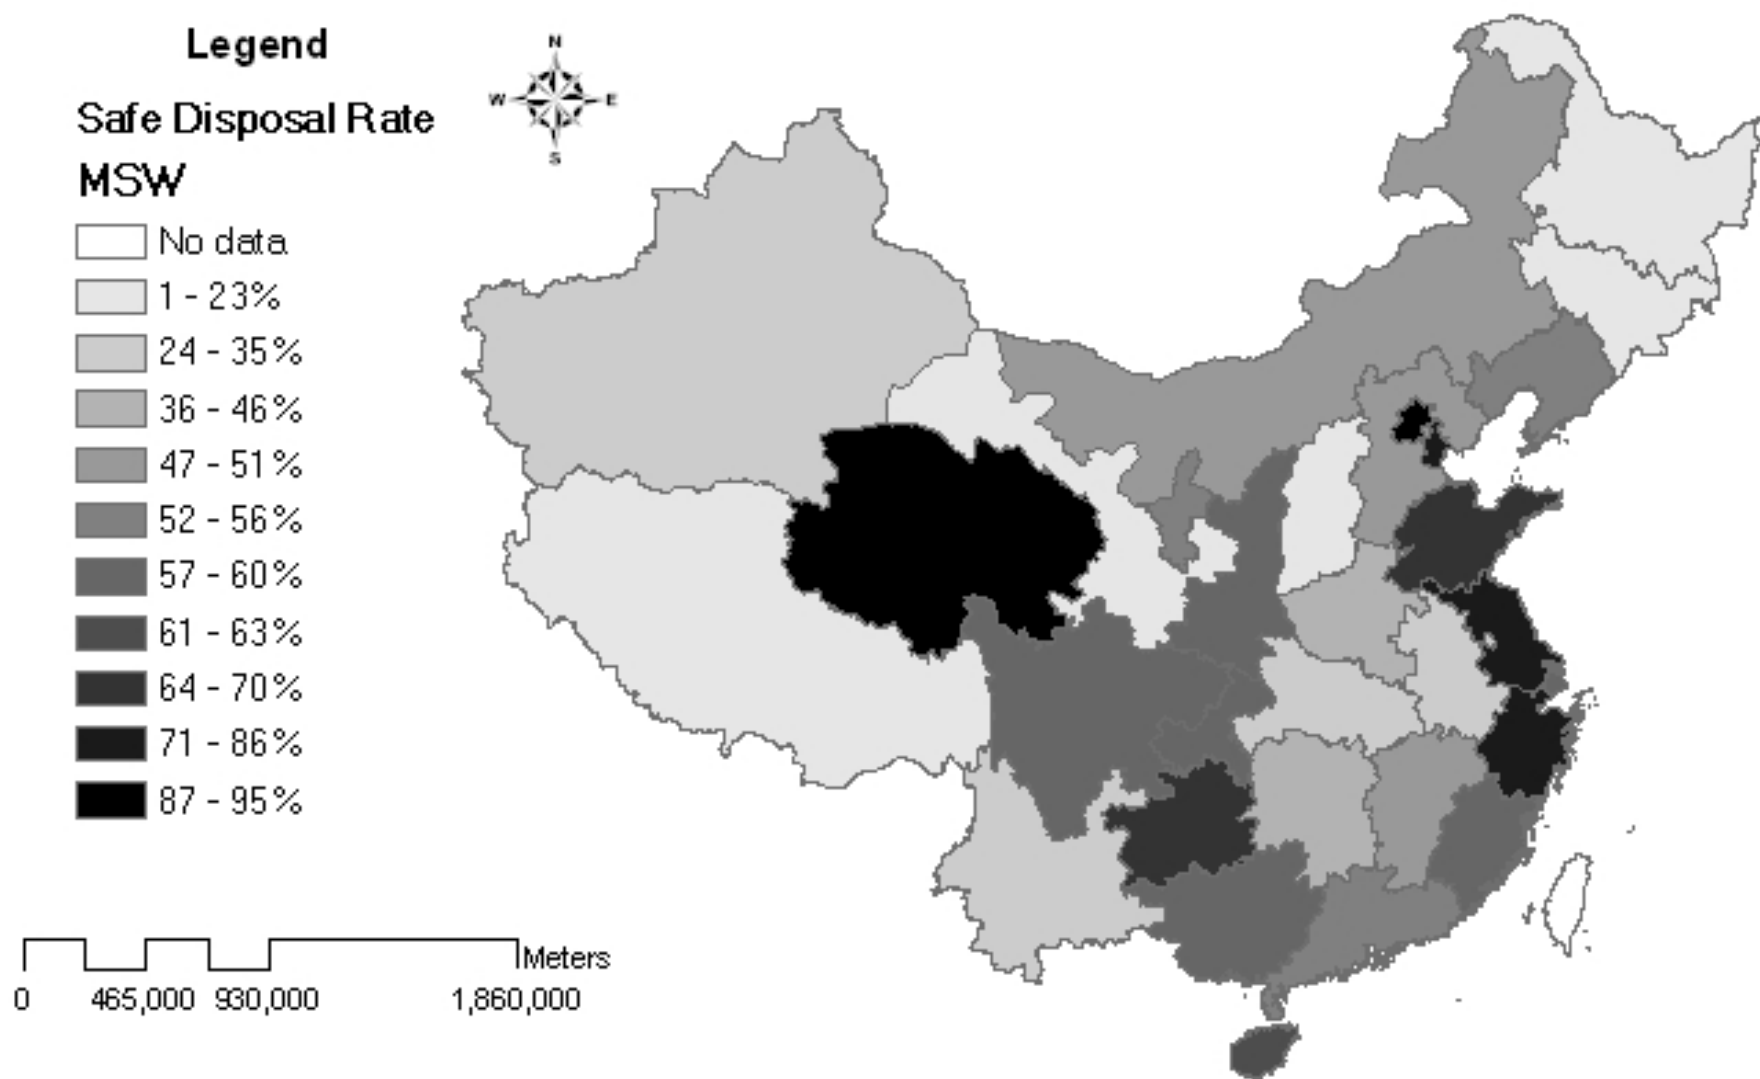 Legend
Safe Disposal Rate
MSW
No data
1 - 23%
24 - 35%
36 - 46%
47 - 51%
52 - 56%
57 - 60%
61 - 63%
64 - 70%
71 - 86%
87 - 95%
N
W E
S
Meters
0 465,000 930,000 1,860,000